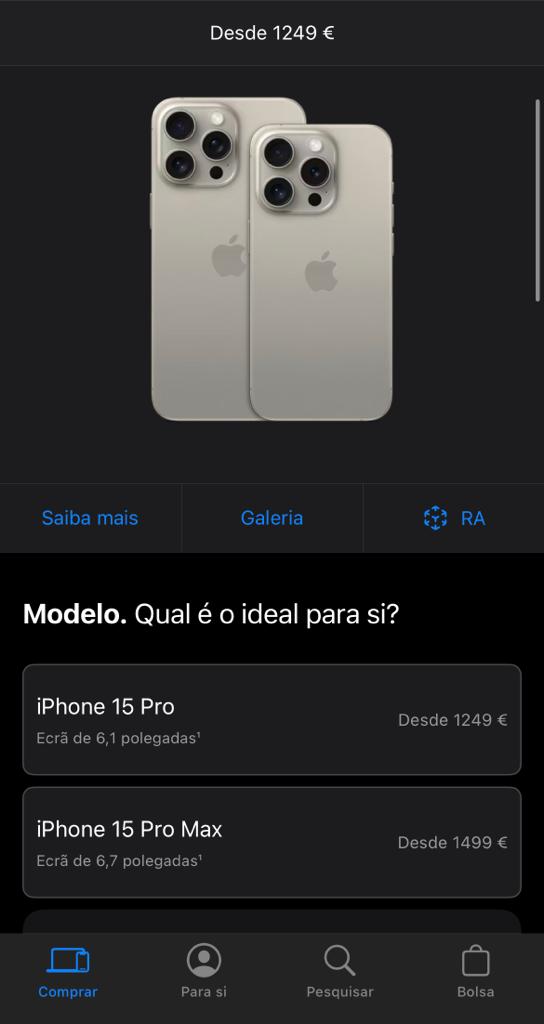 Desde 1249 €
Saiba mais
Galeria
RA
Modelo. Qual é o ideal para si?
iPhone 15 Pro
Desde 1249 €
Ecrã de 6,1 polegadas¹
iPhone 15 Pro Max
Desde 1499 €
Ecrã de 6,7 polegadas¹
Comprar
Para si
Pesquisar
Bolsa